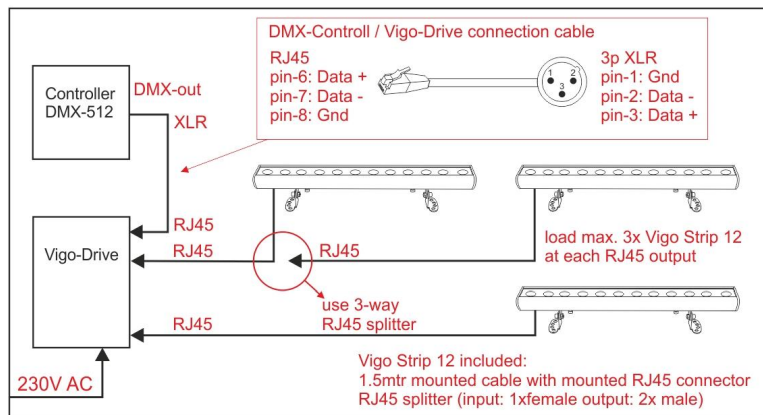 DMX-Controll / Vigo-Drive connection cable
RJ45
pin-6: Data +
pin-7: Data -
pin-8: Gnd
3p XLR
pin-1: Gnd
pin-2: Data -
pin-3: Data +
1
2
3
Controller
DMX-512
DMX-out
XLR
RJ45
Vigo-Drive
RJ45
RJ45
load max. 3x Vigo Strip 12
at each RJ45 output
use 3-way
RJ45 splitter
RJ45
230V AC
Vigo Strip 12 included:
1.5mtr mounted cable with mounted RJ45 connector
RJ45 splitter (input: 1xfemale output: 2x male)